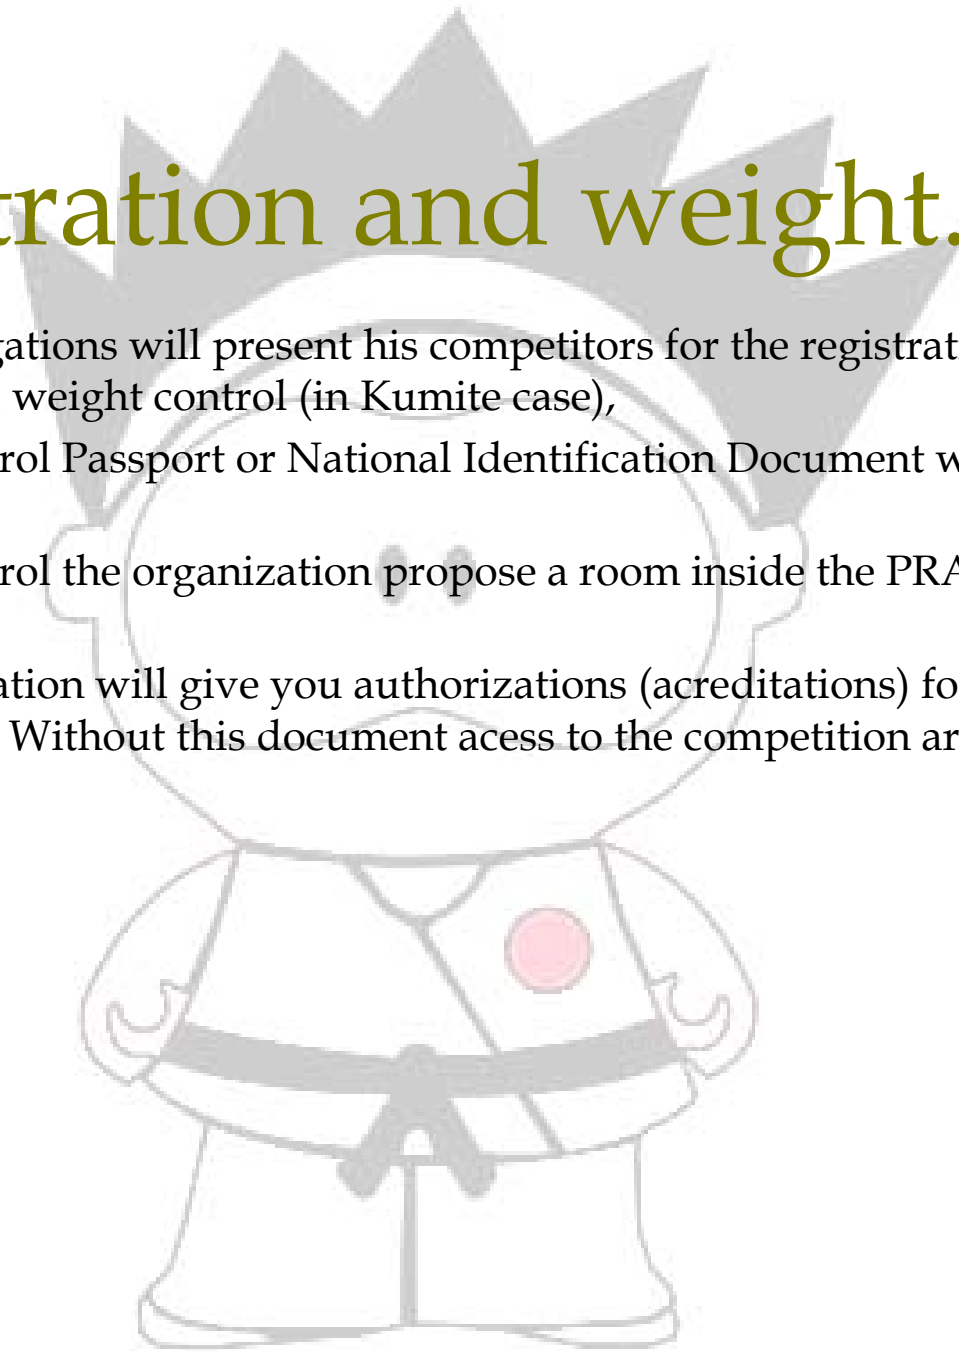 tration and weight.
gations will present his competitors for the registrati
weight control (in Kumite case),
rol Passport or National Identification Document w
rol the organization propose a room inside the PRA
ation will give you authorizations (acreditations) fo
Without this document acess to the competition ar